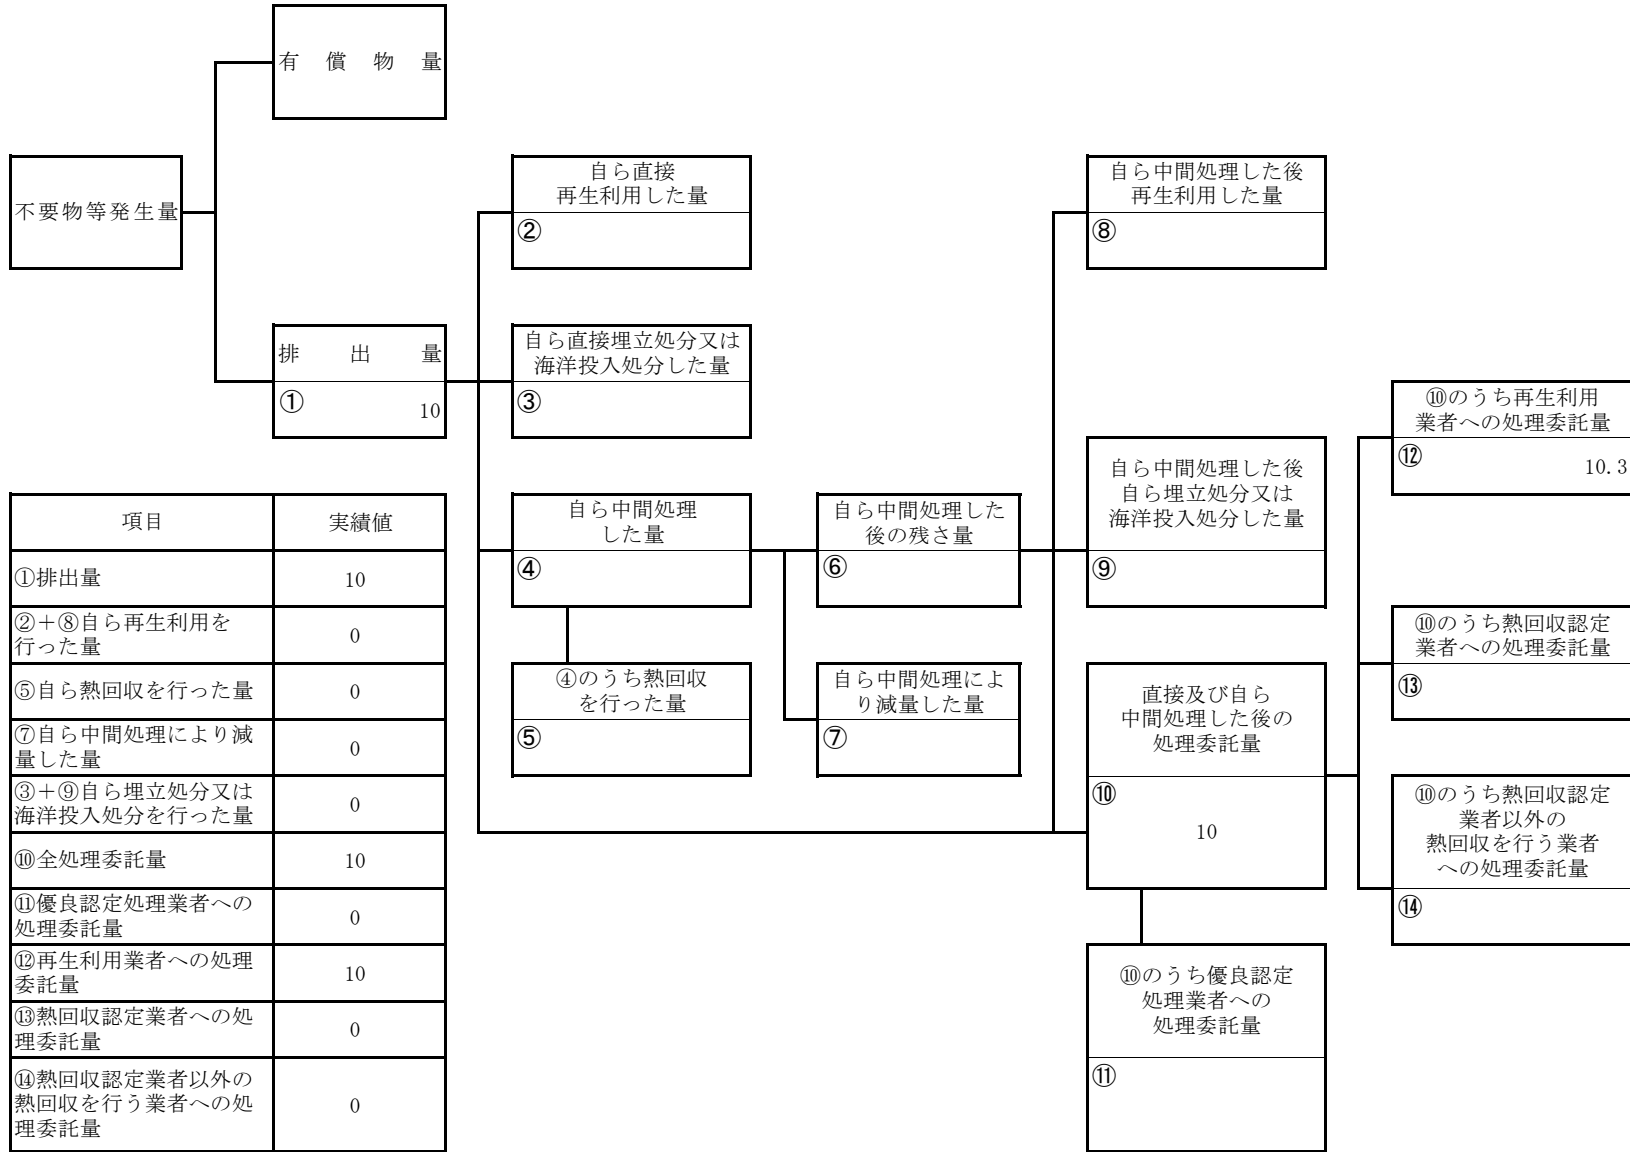 有償物量
不要物等発生量
自ら直接
再生利用した量
②
自ら中間処理した後
再生利用した量
⑧
排出量
①
10
自ら直接埋立処分又は
海洋投入処分した量
③
⑩のうち再生利用
業者への処理委託量
⑫
10.3
自ら中間処理
した量
④
自ら中間処理した
後の残さ量
⑥
自ら中間処理した後
自ら埋立処分又は
海洋投入処分した量
⑨
⑩のうち熱回収認定
業者への処理委託量
⑬
④のうち熱回収
を行った量
⑤
自ら中間処理によ
り減量した量
⑦
直接及び自ら
中間処理した後の
処理委託量
⑩
10
⑩のうち熱回収認定
業者以外の
熱回収を行う業者
への処理委託量
⑭
⑩のうち優良認定
処理業者への
処理委託量
⑪
項目 実績値
①排出量 10
②＋⑧自ら再生利用を
行った量 0
⑤自ら熱回収を行った量 0
⑦自ら中間処理により減
量した量 0
③＋⑨自ら埋立処分又は
海洋投入処分を行った量 0
⑩全処理委託量 10
⑪優良認定処理業者への
処理委託量 0
⑫再生利用業者への処理
委託量 10
⑬熱回収認定業者への処
理委託量 0
⑭熱回収認定業者以外の
熱回収を行う業者への処
理委託量 0